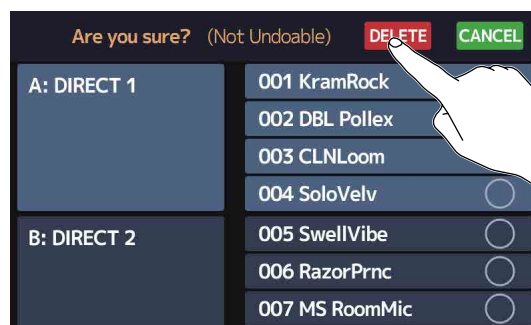 Are you sure? (Not Undoable) DELETE CANCEL
A: DIRECT 1
001 KramRock
002 DBL Pollex
003 CLNLoom
004 SoloVelv
B: DIRECT 2
005 SwellVibe
006 RazorPrnc
007 MS RoomMic